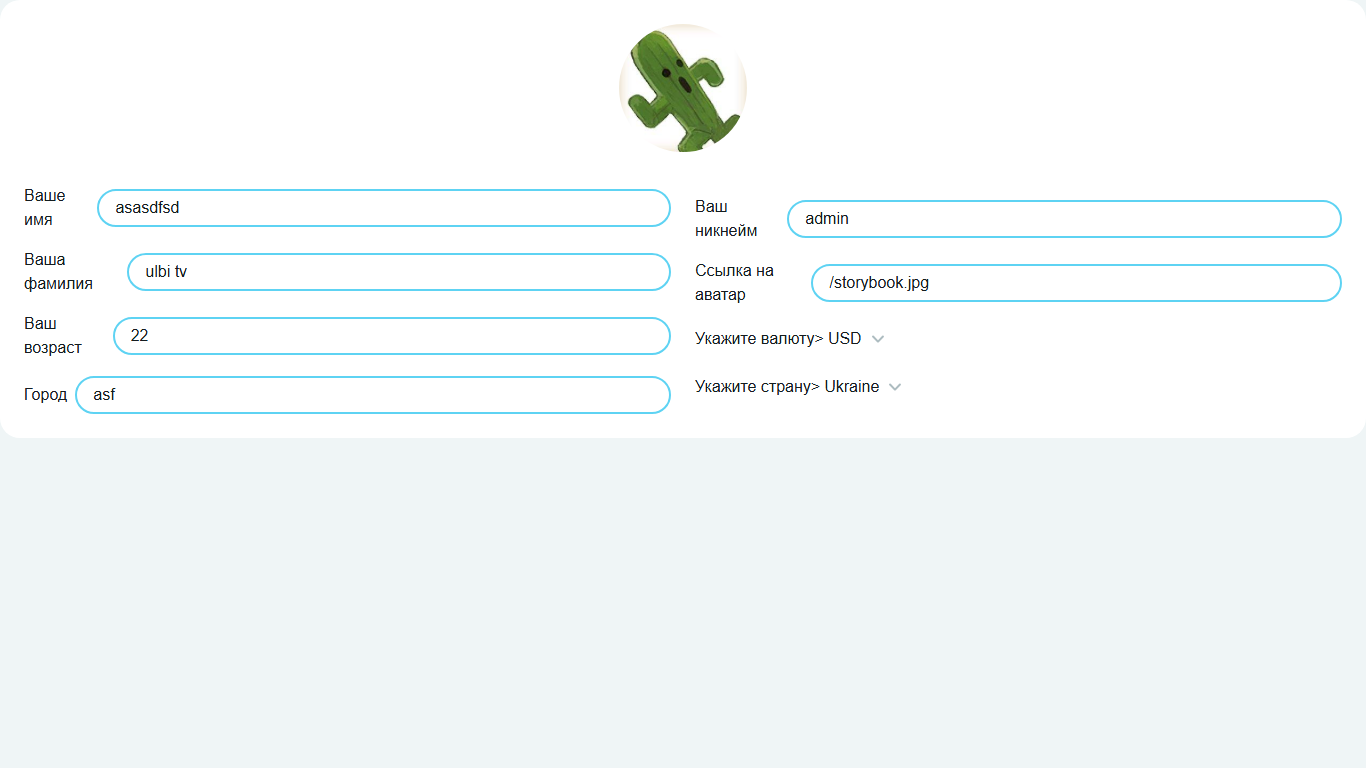 Ваше
имя
asasdfsd
Ваша
фамилия
ulbi tv
Ваш
возраст
22
Город
asf
Ваш
никнейм
admin
Ссылка на
аватар
/storybook.jpg
Укажите валюту> USD
Укажите страну> Ukraine